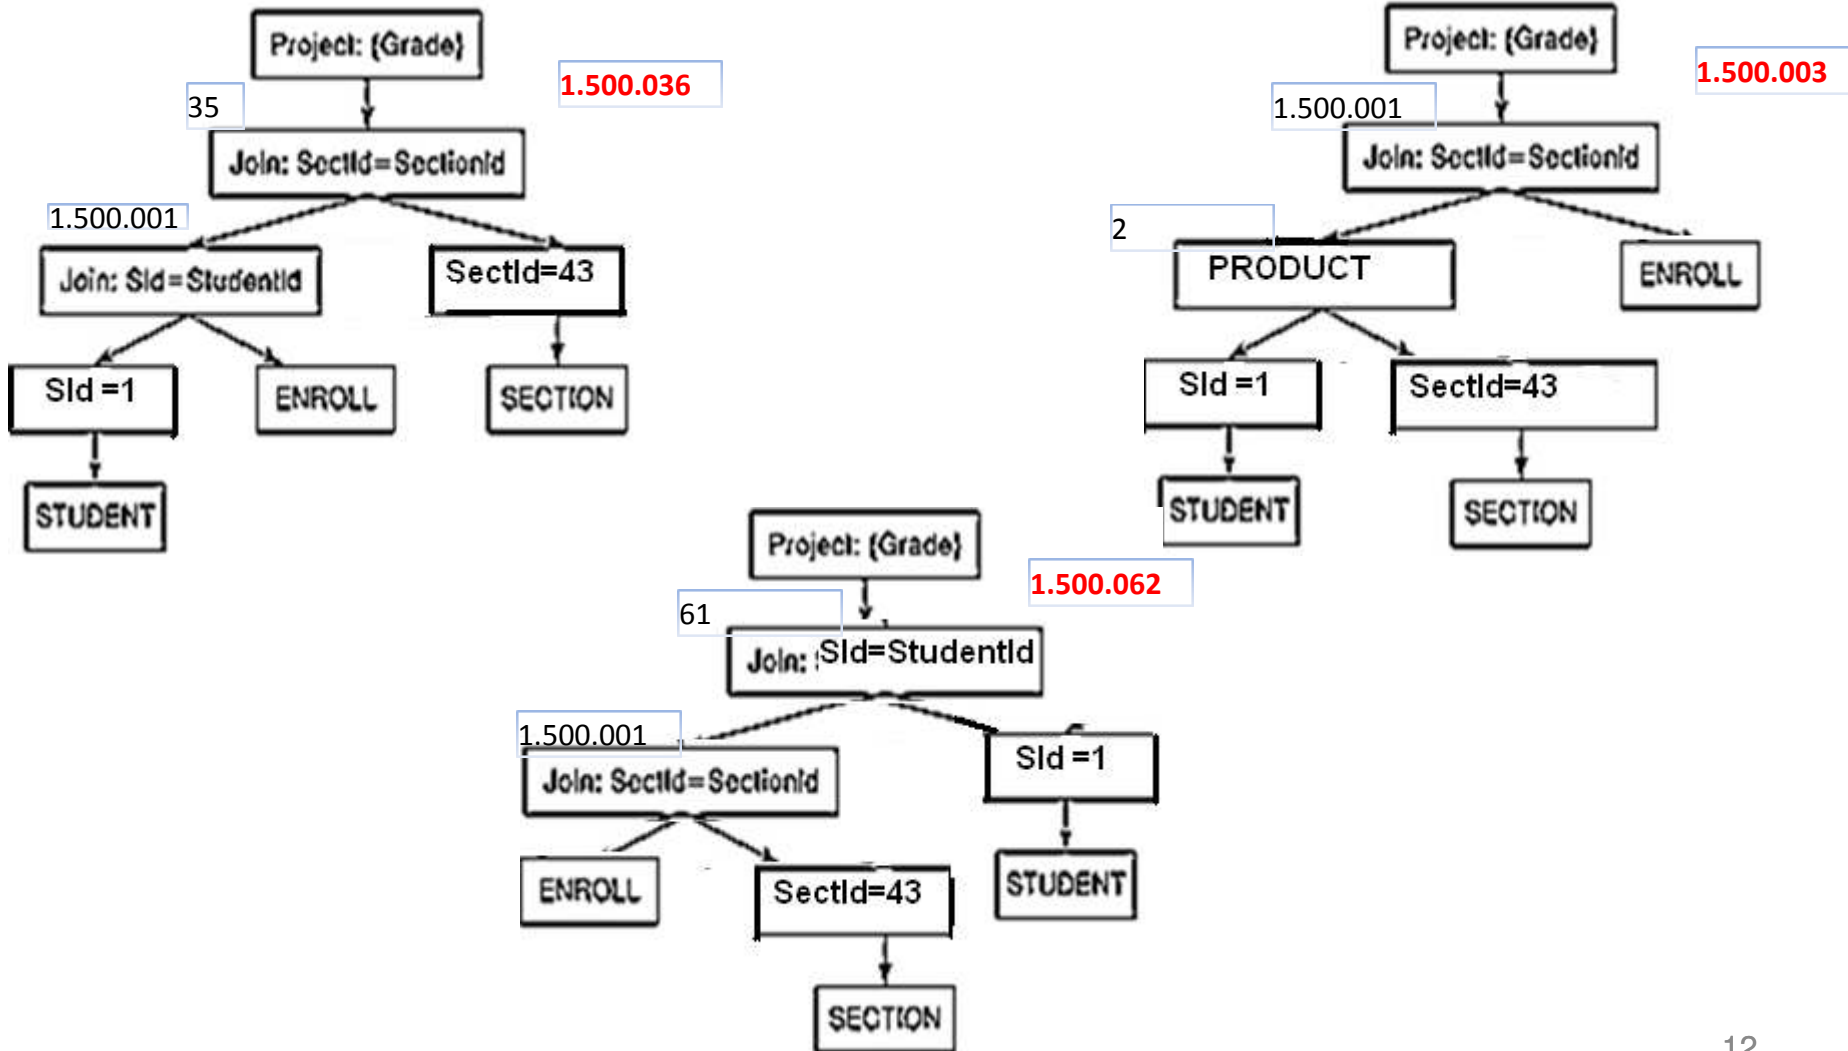 Project: {Grade}
1.500.036
35
Join: SectId=SectionId
1.500.001
Join: SId=StudentId
SectId=43
SId =1
ENROLL
SECTION
STUDENT
Project: {Grade}
1.500.003
1.500.001
Join: SectId=SectionId
2
PRODUCT
ENROLL
SId =1
SectId=43
STUDENT
SECTION
Project: {Grade}
1.500.062
61
Join: SId=StudentId
1.500.001
Join: SectId=SectionId
SId =1
ENROLL
SectId=43
STUDENT
SECTION
12